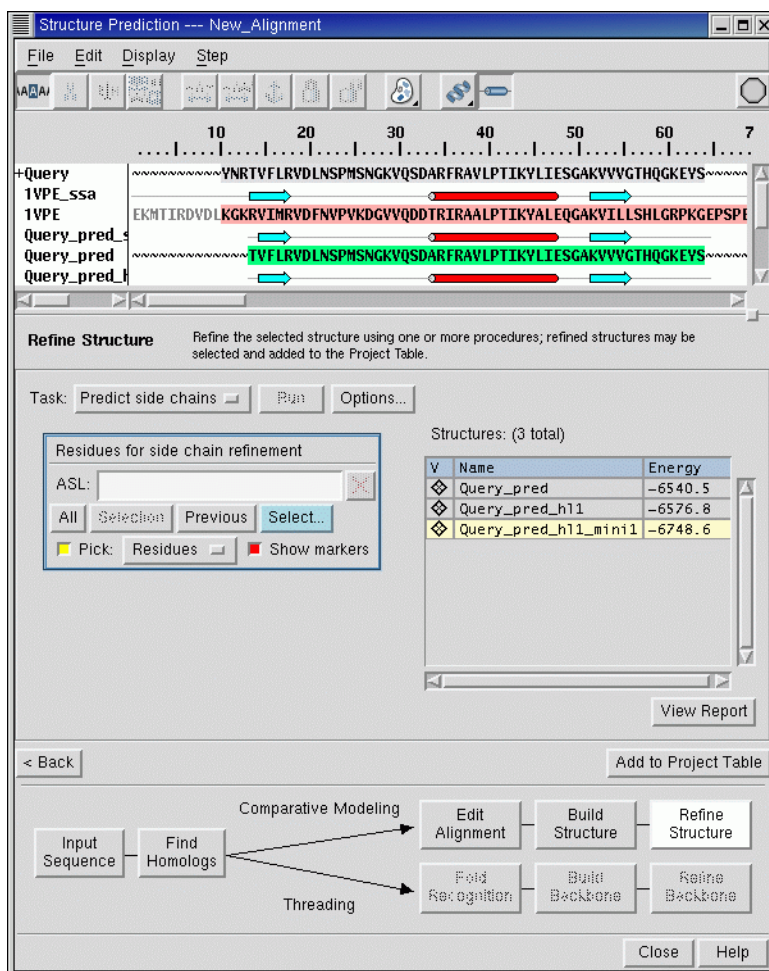 Structure Prediction --- New_Alignment
File Edit Display Step
10 20 30 40 50 60 7
+Query ~~~~~~~~~~YNRTVFLRVDLNSPMSNGKVQSDARFRAVLPTIKYLIESGAKVVVGTHQGKEYS~~~~~
1VPE_ssa
1VPE EKMTIRDVDLKGKRVIMRVDFNVPVKDGVVQDDTRIRAALPTIKYALEQGAKVILLSHLGRPKGEPSPE
Query_pred_s
Query_pred ~~~~~~~~~~~~~TVFLRVDLNSPMSNGKVQSDARFRAVLPTIKYLIESGAKVVVGTHQGKEYS~~~~~
Query_pred_h
Refine Structure Refine the selected structure using one or more procedures; refined structures may be
selected and added to the Project Table.
Task: Predict side chains Run Options...
Residues for side chain refinement
ASL:
All Selection Previous Select...
Pick: Residues Show markers
Structures: (3 total)
V Name Energy
Query_pred -6540.5
Query_pred_hl1 -6576.8
Query_pred_hl1_mini1 -6748.6
View Report
< Back Add to Project Table
Comparative Modeling
Input Sequence Find Homologs Edit Alignment Build Structure Refine Structure
Threading
Fold Recognition Build Backbone Refine Backbone
Close Help